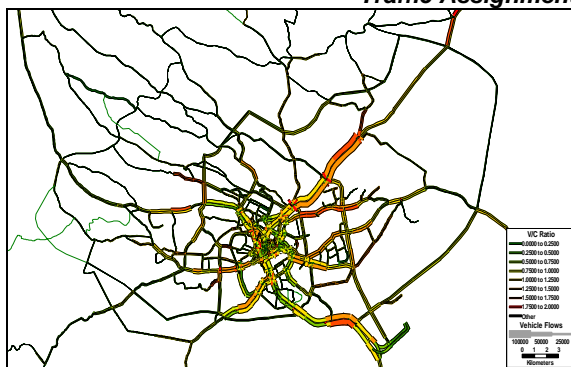 Traffic Assignment
V/C Ratio
0.0000 to 0.2500
0.2500 to 0.5000
0.5000 to 0.7500
0.7500 to 1.0000
1.0000 to 1.2500
1.2500 to 1.5000
1.5000 to 1.7500
1.7500 to 2.0000
Other
Vehicle Flows
100000 50000 25000
0 1 2 3
Kilometers